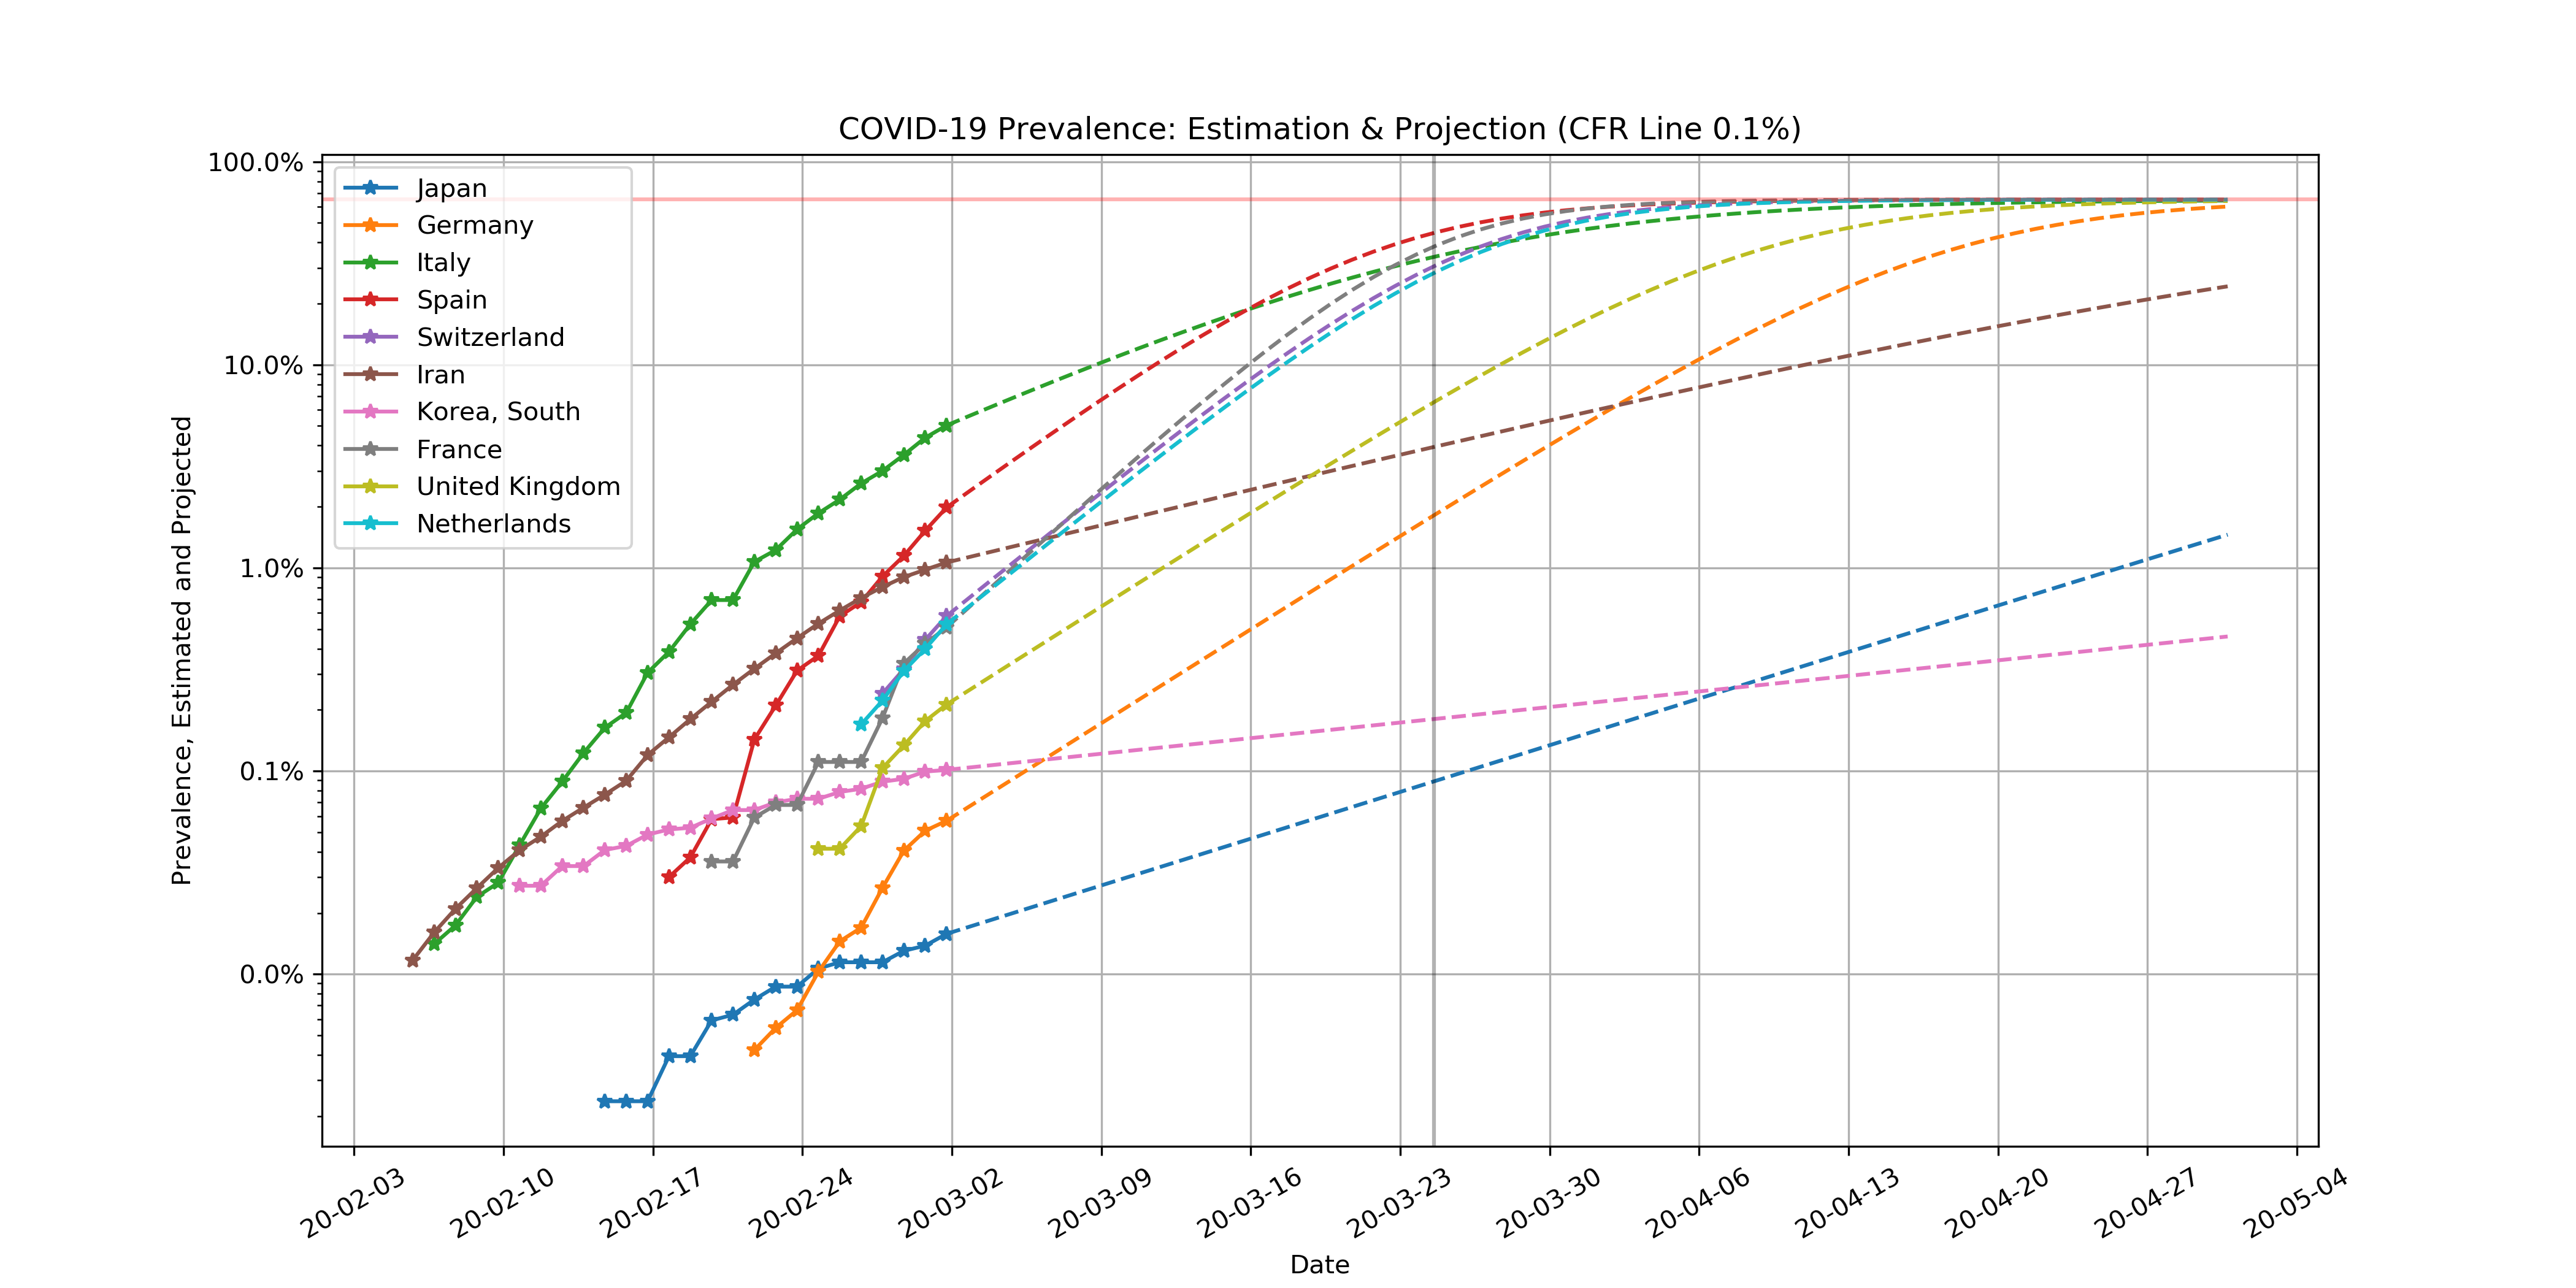 COVID-19 Prevalence: Estimation & Projection (CFR Line 0.1%)
100.0%
10.0%
1.0%
0.1%
0.0%
Prevalence, Estimated and Projected
Japan
Germany
Italy
Spain
Switzerland
Iran
Korea, South
France
United Kingdom
Netherlands
20-02-03
20-02-10
20-02-17
20-02-24
20-03-02
20-03-09
20-03-16
20-03-23
20-03-30
20-04-06
20-04-13
20-04-20
20-04-27
20-05-04
Date